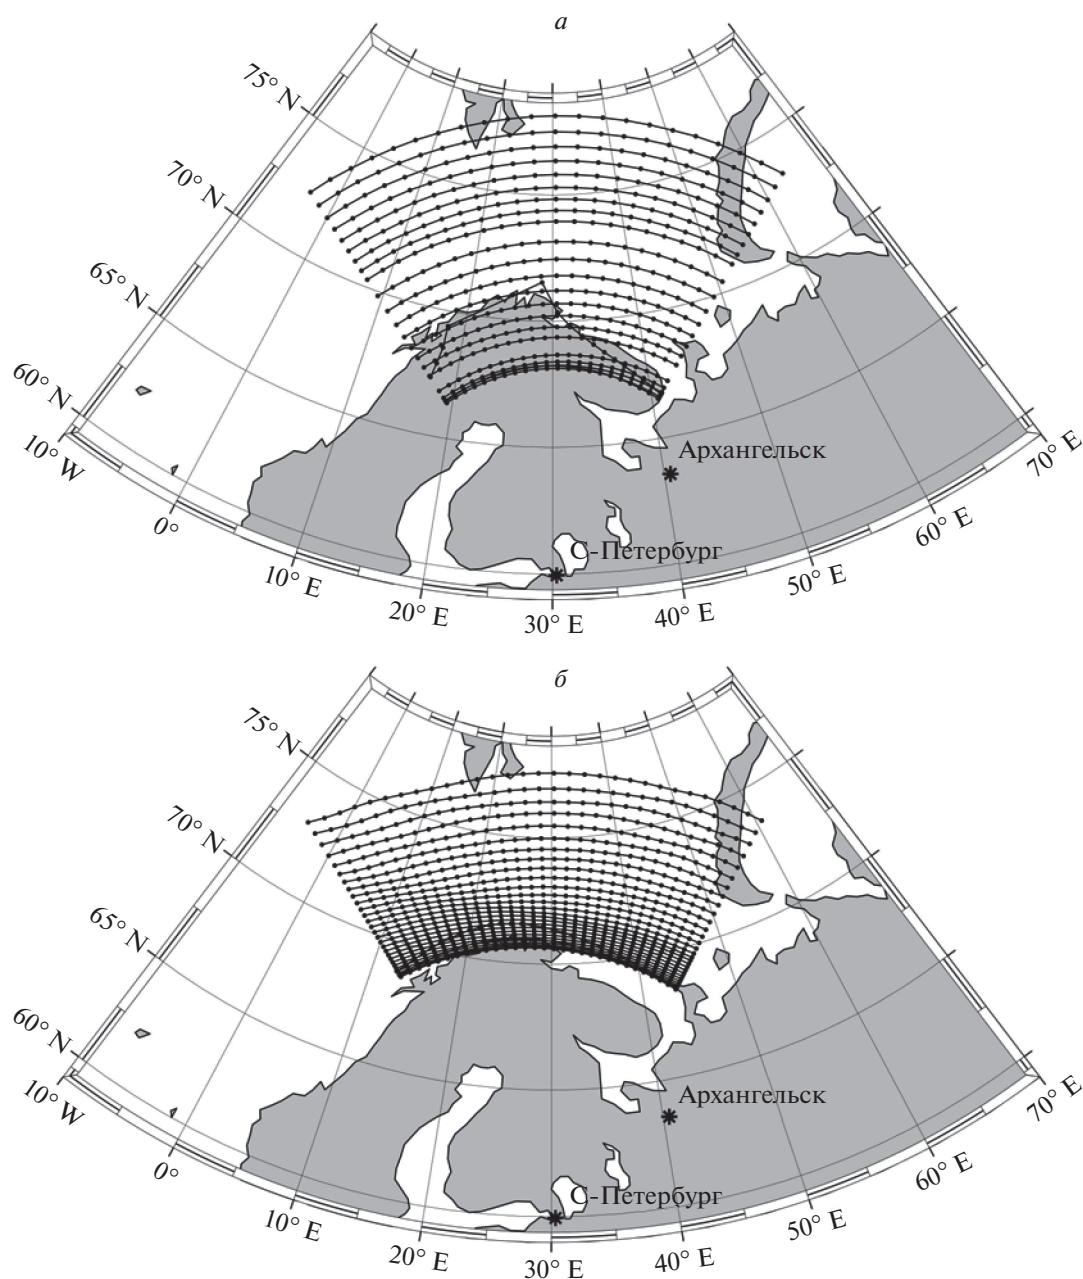 а
75° N
70° N
65° N
60° N
10° W
0°
10° E
20° E
30° E
40° E
50° E
60° E
70° E
Архангельск
С-Петербург
б
75° N
70° N
65° N
60° N
10° W
0°
10° E
20° E
30° E
40° E
50° E
60° E
70° E
Архангельск
С-Петербург